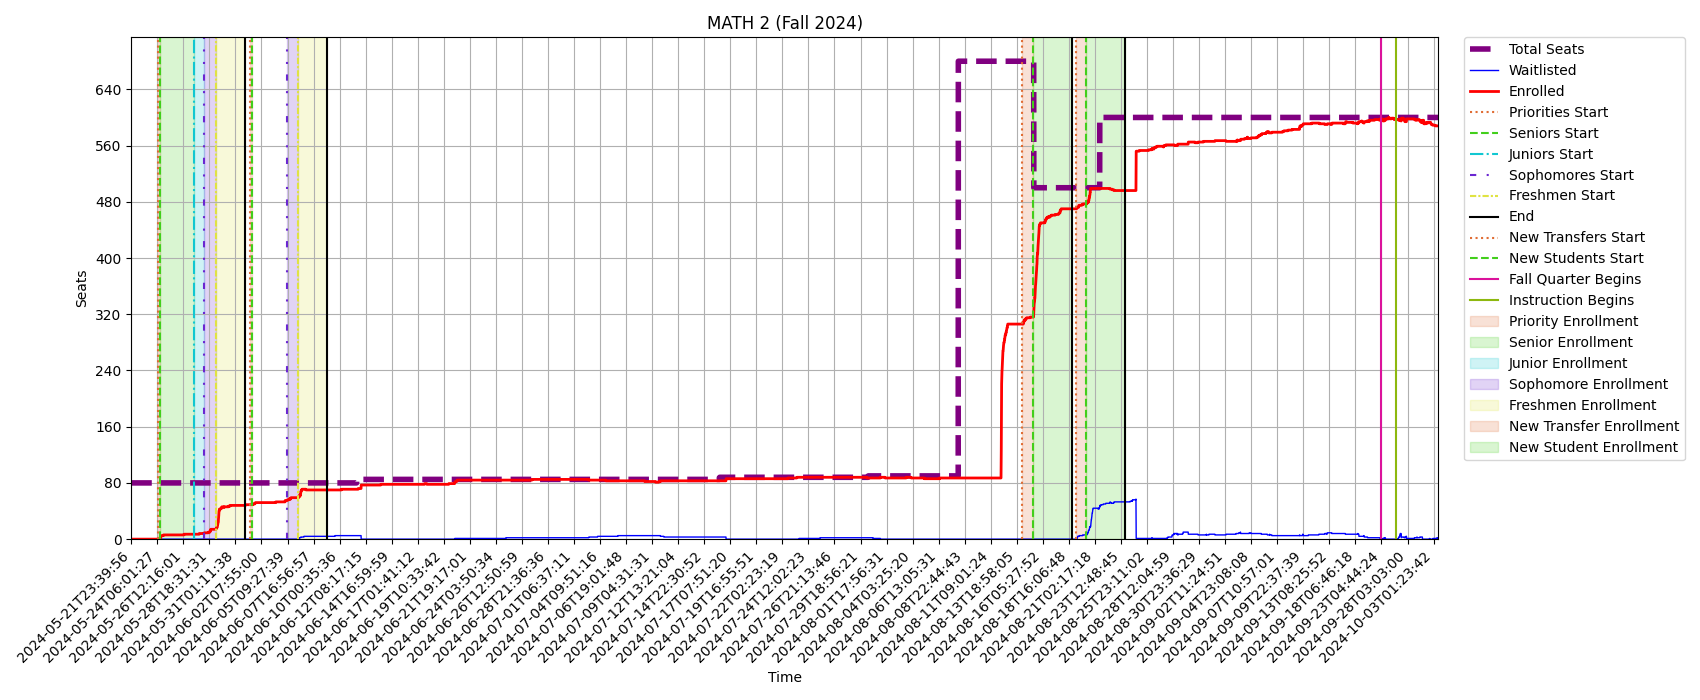 MATH 2 (Fall 2024)
Seats
640
560
480
400
320
240
160
80
0
2024-05-21T23:39:56
2024-05-24T06:01:27
2024-05-26T12:16:01
2024-05-28T18:31:31
2024-05-31T01:11:38
2024-06-02T07:55:00
2024-06-05T09:27:39
2024-06-07T16:56:57
2024-06-10T00:35:36
2024-06-12T08:17:15
2024-06-14T16:59:59
2024-06-17T01:41:12
2024-06-19T10:33:42
2024-06-21T19:17:01
2024-06-24T03:50:34
2024-06-26T12:50:59
2024-06-28T21:36:36
2024-07-01T06:37:11
2024-07-04T09:51:16
2024-07-06T19:01:48
2024-07-09T04:31:31
2024-07-12T13:21:04
2024-07-14T22:30:52
2024-07-17T07:51:20
2024-07-19T16:55:51
2024-07-22T02:23:19
2024-07-24T12:02:23
2024-07-26T21:13:46
2024-07-29T18:56:21
2024-08-01T17:56:31
2024-08-04T03:25:20
2024-08-06T13:05:31
2024-08-08T22:44:43
2024-08-11T09:01:24
2024-08-13T18:58:05
2024-08-16T05:27:52
2024-08-18T16:06:48
2024-08-21T02:17:18
2024-08-23T12:48:45
2024-08-25T23:11:02
2024-08-28T12:04:59
2024-08-30T23:36:29
2024-09-02T11:24:51
2024-09-04T23:08:08
2024-09-07T10:57:01
2024-09-09T22:37:39
2024-09-13T08:25:52
2024-09-18T06:46:18
2024-09-23T04:44:24
2024-09-28T03:03:00
2024-10-03T01:23:42
Time
Total Seats
Waitlisted
Enrolled
Priorities Start
Seniors Start
Juniors Start
Sophomores Start
Freshmen Start
End
New Transfers Start
New Students Start
Fall Quarter Begins
Instruction Begins
Priority Enrollment
Senior Enrollment
Junior Enrollment
Sophomore Enrollment
Freshmen Enrollment
New Transfer Enrollment
New Student Enrollment